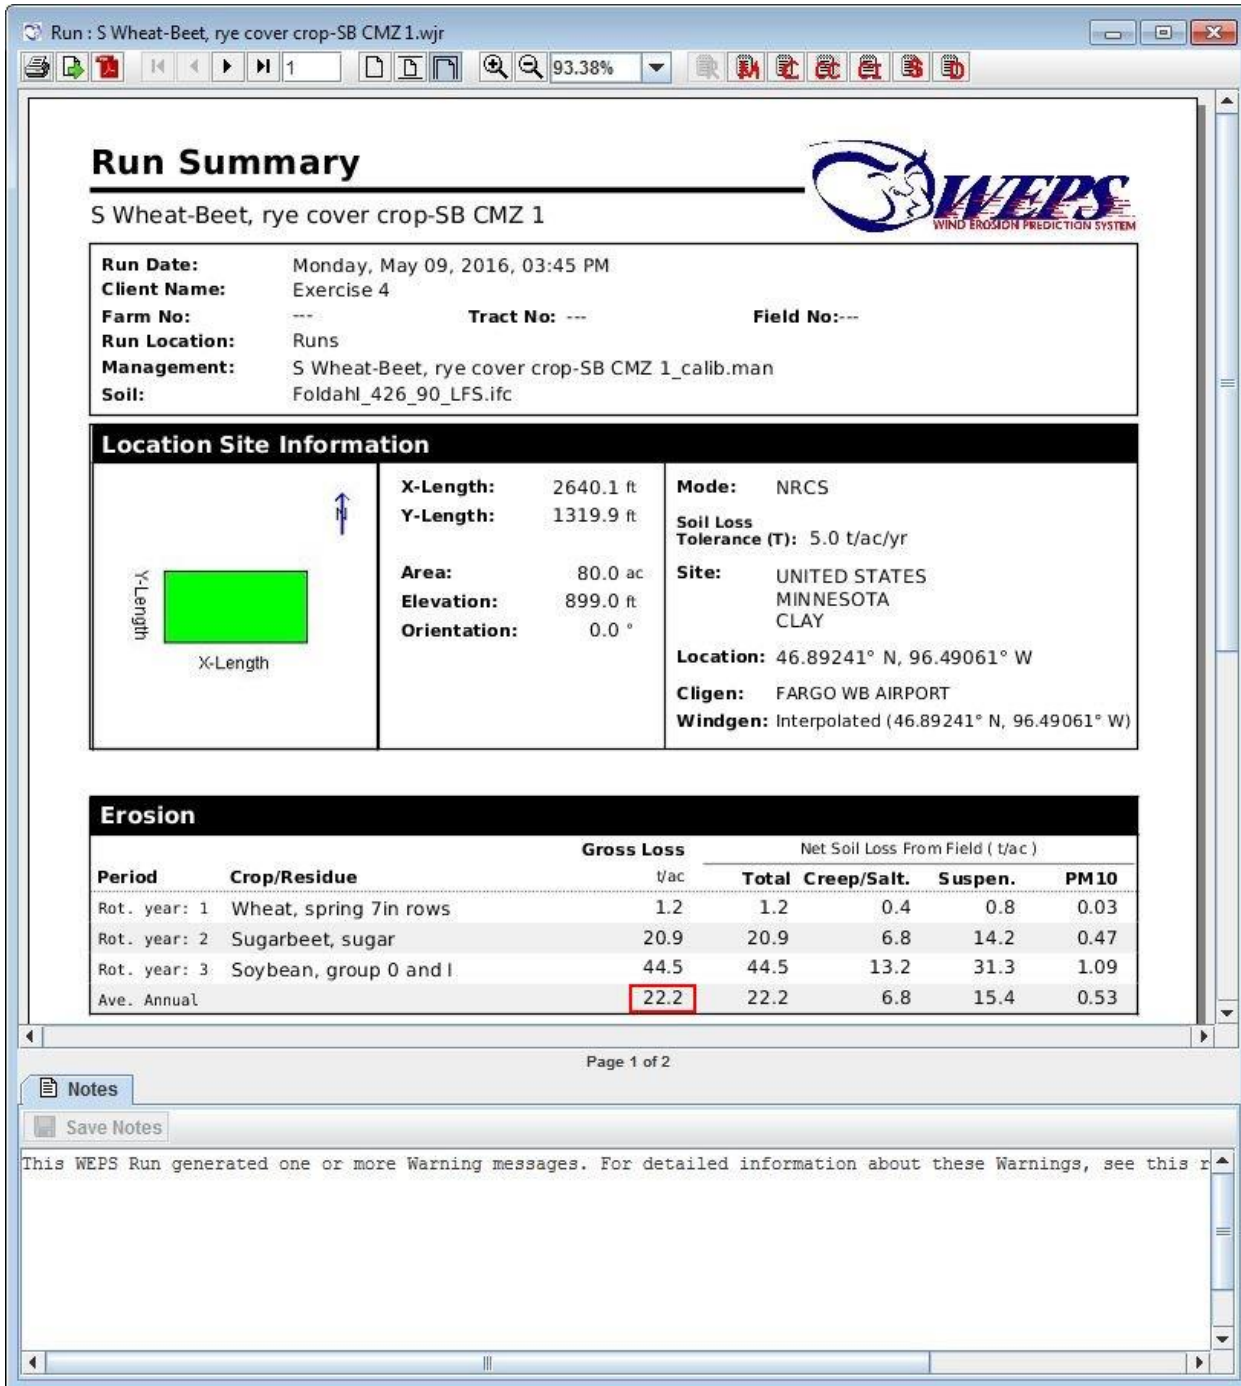 Run : S Wheat-Beet, rye cover crop-SB CMZ 1.wjr
1 93.38% R M C C C I S D
Run Summary
WEPS
WIND EROSION PREDICTION SYSTEM
S Wheat-Beet, rye cover crop-SB CMZ 1
Run Date: Monday, May 09, 2016, 03:45 PM
Client Name: Exercise 4
Farm No: --- Tract No: --- Field No:---
Run Location: Runs
Management: S Wheat-Beet, rye cover crop-SB CMZ 1_calib.man
Soil: Foldahl_426_90_LFS.ifc
Location Site Information
N
Y-Length
X-Length
X-Length: 2640.1 ft
Y-Length: 1319.9 ft
Area: 80.0 ac
Elevation: 899.0 ft
Orientation: 0.0 °
Mode: NRCS
Soil Loss
Tolerance (T): 5.0 t/ac/yr
Site: UNITED STATES
MINNESOTA
CLAY
Location: 46.89241° N, 96.49061° W
Cligen: FARGO WB AIRPORT
Windgen: Interpolated (46.89241° N, 96.49061° W)
Erosion
Gross Loss Net Soil Loss From Field ( t/ac )
Period Crop/Residue t/ac Total Creep/Salt. Suspen. PM10
Rot. year: 1 Wheat, spring 7in rows 1.2 1.2 0.4 0.8 0.03
Rot. year: 2 Sugarbeet, sugar 20.9 20.9 6.8 14.2 0.47
Rot. year: 3 Soybean, group 0 and I 44.5 44.5 13.2 31.3 1.09
Ave. Annual 22.2 22.2 6.8 15.4 0.53
Page 1 of 2
Notes
Save Notes
This WEPS Run generated one or more Warning messages. For detailed information about these Warnings, see this r